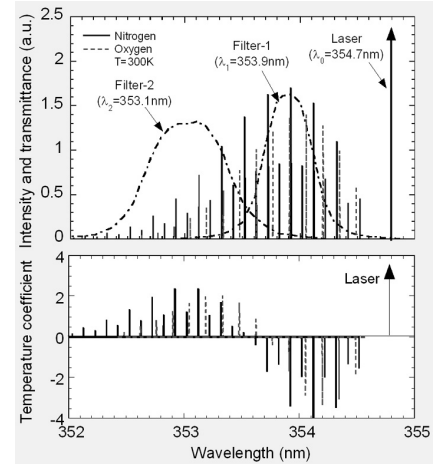 2.5
2
1.5
1
0.5
0
Intensity and transmittance (a.u.)
Nitrogen
Oxygen
T=300K
Filter-2
(λ2=353.1nm)
Filter-1
(λ1=353.9nm)
Laser
(λ0=354.7nm)
4
2
0
-2
-4
Temperature coefficient
Laser
352 353 354 355
Wavelength (nm)